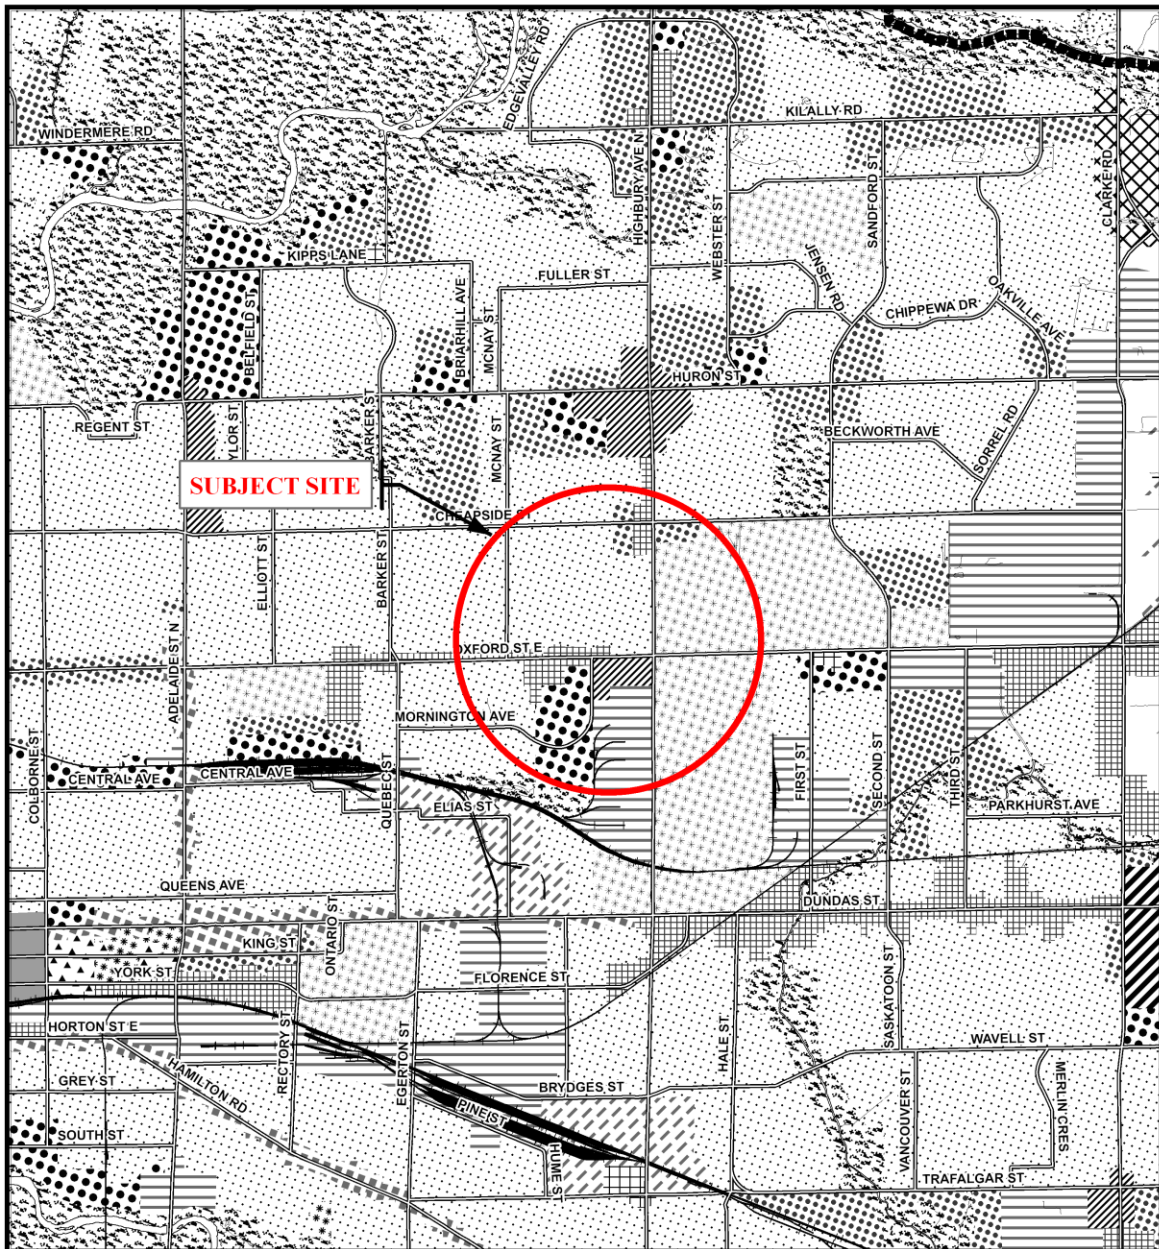 EDGEVALLEY RD
KILALLY RD
WINDERMERE RD
HIGHBURY AVE N
SANDFORD ST
CLARKE RD
WEBSTER ST
KIPPS LANE
JENSEN RD
FULLER ST
OAKVILLE AVE
CHIPPEWA DR
BRIARHILL AVE
MCNAY ST
BELFIELD ST
HURON ST
REGENT ST
YLOR ST
BARKER ST
MCNAY ST
BECKWORTH AVE
SORREL RD
SUBJECT SITE
CHEAPSIDE
ELLIOTT ST
BARKER ST
ADELAIDE ST N
OXFORD ST E
MORNINGTON AVE
COLBORNE ST
CENTRAL AVE
CENTRAL AVE
QUEBEC ST
FIRST ST
SECOND ST
THIRD ST
ELIAS ST
PARKHURST AVE
QUEENS AVE
DUNDAS ST
ONTARIO ST
KING ST
YORK ST
FLORENCE ST
SASKATOON ST
HORTON ST E
RECTORY ST
EGERTON ST
HALE ST
WAVELL ST
GREY ST
HAMILTON RD
BRYDGES ST
VANCOUVER ST
MERLIN CRES
PINE ST
SOUTH ST
HUME ST
TRAFALGAR ST